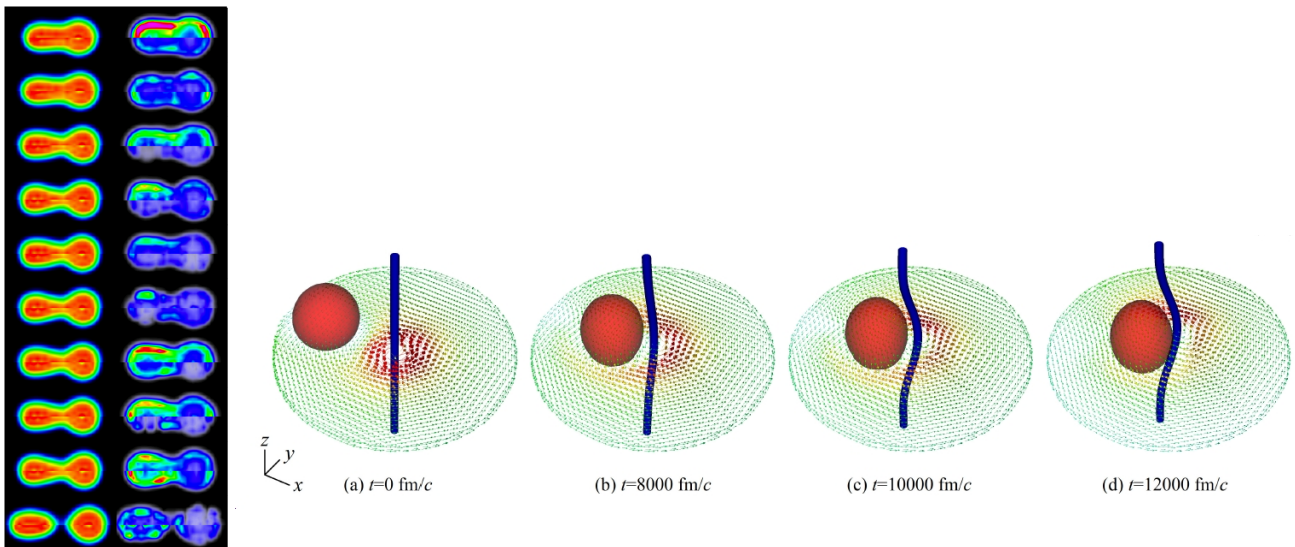 z
y
x
(a) t=0 fm/c
(b) t=8000 fm/c
(c) t=10000 fm/c
(d) t=12000 fm/c